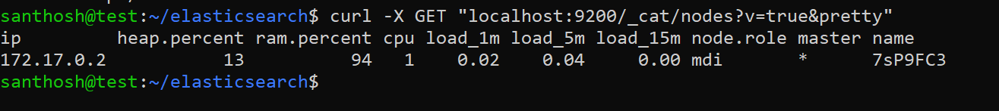 santhosh@test:~/elasticsearch$ curl -X GET "localhost:9200/_cat/nodes?v=true&pretty"
ip         heap.percent ram.percent cpu load_1m load_5m load_15m node.role master name
172.17.0.2           13          94   1    0.02    0.04     0.00 mdi       *      7sP9FC3
santhosh@test:~/elasticsearch$